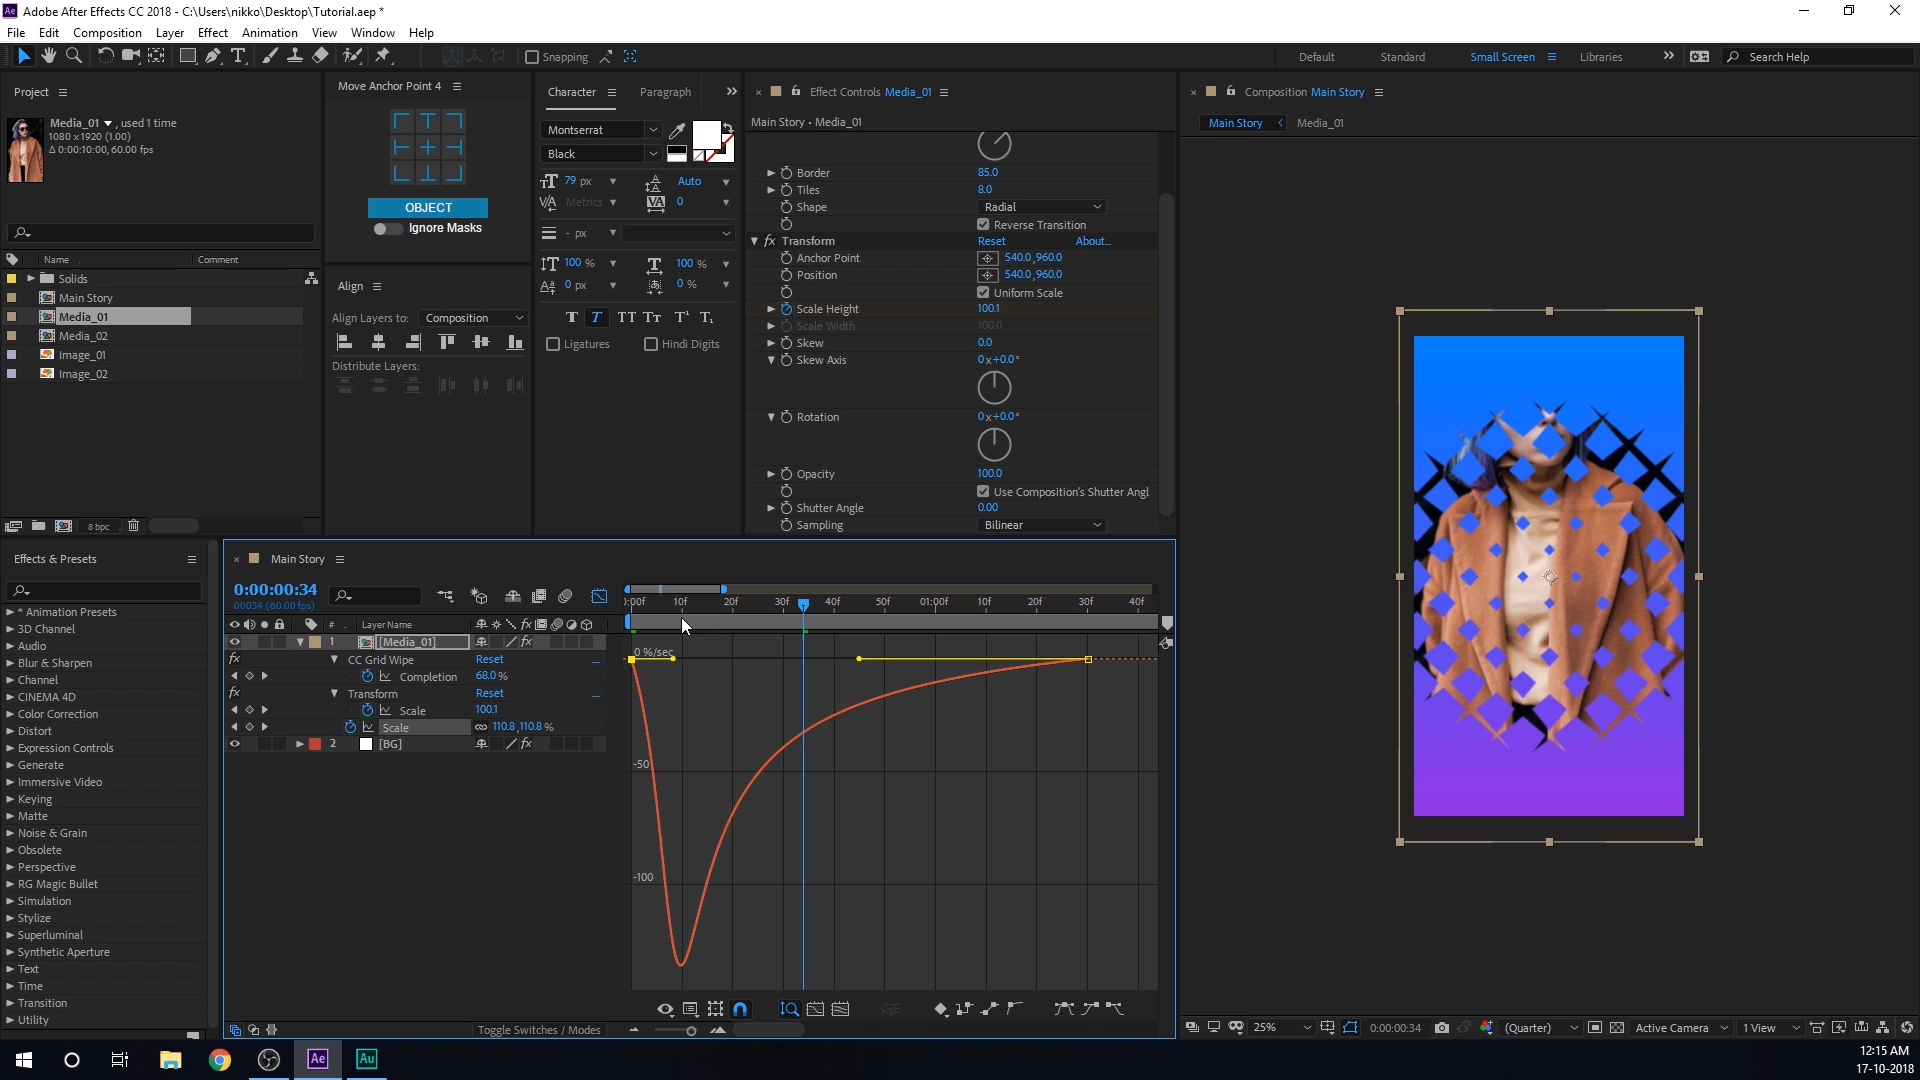 Ae Adobe After Effects CC 2018 - C:\Users\nikko\Desktop\Tutorial.aep *
File Edit Composition Layer Effect Animation View Window Help
Snapping
Default Standard Small Screen Libraries Search Help
Project
Media_01 , used 1 time
1080 x 1920 (1.00)
Δ 0:00:10:00, 60.00 fps
Name Comment
Solids
Main Story
Media_01
Media_02
Image_01
Image_02
8 bpc
Move Anchor Point 4
OBJECT
Ignore Masks
Align
Align Layers to: Composition
Distribute Layers:
Character Paragraph
Montserrat
Black
79 px Auto
Metrics 0
- px
100 % 100 %
0 px 0 %
Ligatures Hindi Digits
Effect Controls Media_01
Main Story • Media_01
Border 85.0
Tiles 8.0
Shape Radial
Reverse Transition
fx Transform Reset About...
Anchor Point 540.0,960.0
Position 540.0,960.0
Uniform Scale
Scale Height 100.1
Scale Width 100.0
Skew 0.0
Skew Axis 0x+0.0°
Rotation 0x+0.0°
Opacity 100.0
Use Composition's Shutter Angl
Shutter Angle 0.00
Sampling Bilinear
Composition Main Story
Main Story Media_01
Effects & Presets
* Animation Presets
3D Channel
Audio
Blur & Sharpen
Channel
CINEMA 4D
Color Correction
Distort
Expression Controls
Generate
Immersive Video
Keying
Matte
Noise & Grain
Obsolete
Perspective
RG Magic Bullet
Simulation
Stylize
Superluminal
Synthetic Aperture
Text
Time
Transition
Utility
Main Story
0:00:00:34
00034 (60.00 fps)
# Layer Name
1 [Media_01]
fx CC Grid Wipe Reset
Completion 68.0%
fx Transform Reset
Scale 100.1
Scale 110.8,110.8%
2 [BG]
):00f 10f 20f 30f 40f 50f 01:00f 10f 20f 30f 40f
0 %/sec
-50
-100
Toggle Switches / Modes
25% 0:00:00:34 (Quarter) Active Camera 1 View
Ae Au
12:15 AM
17-10-2018